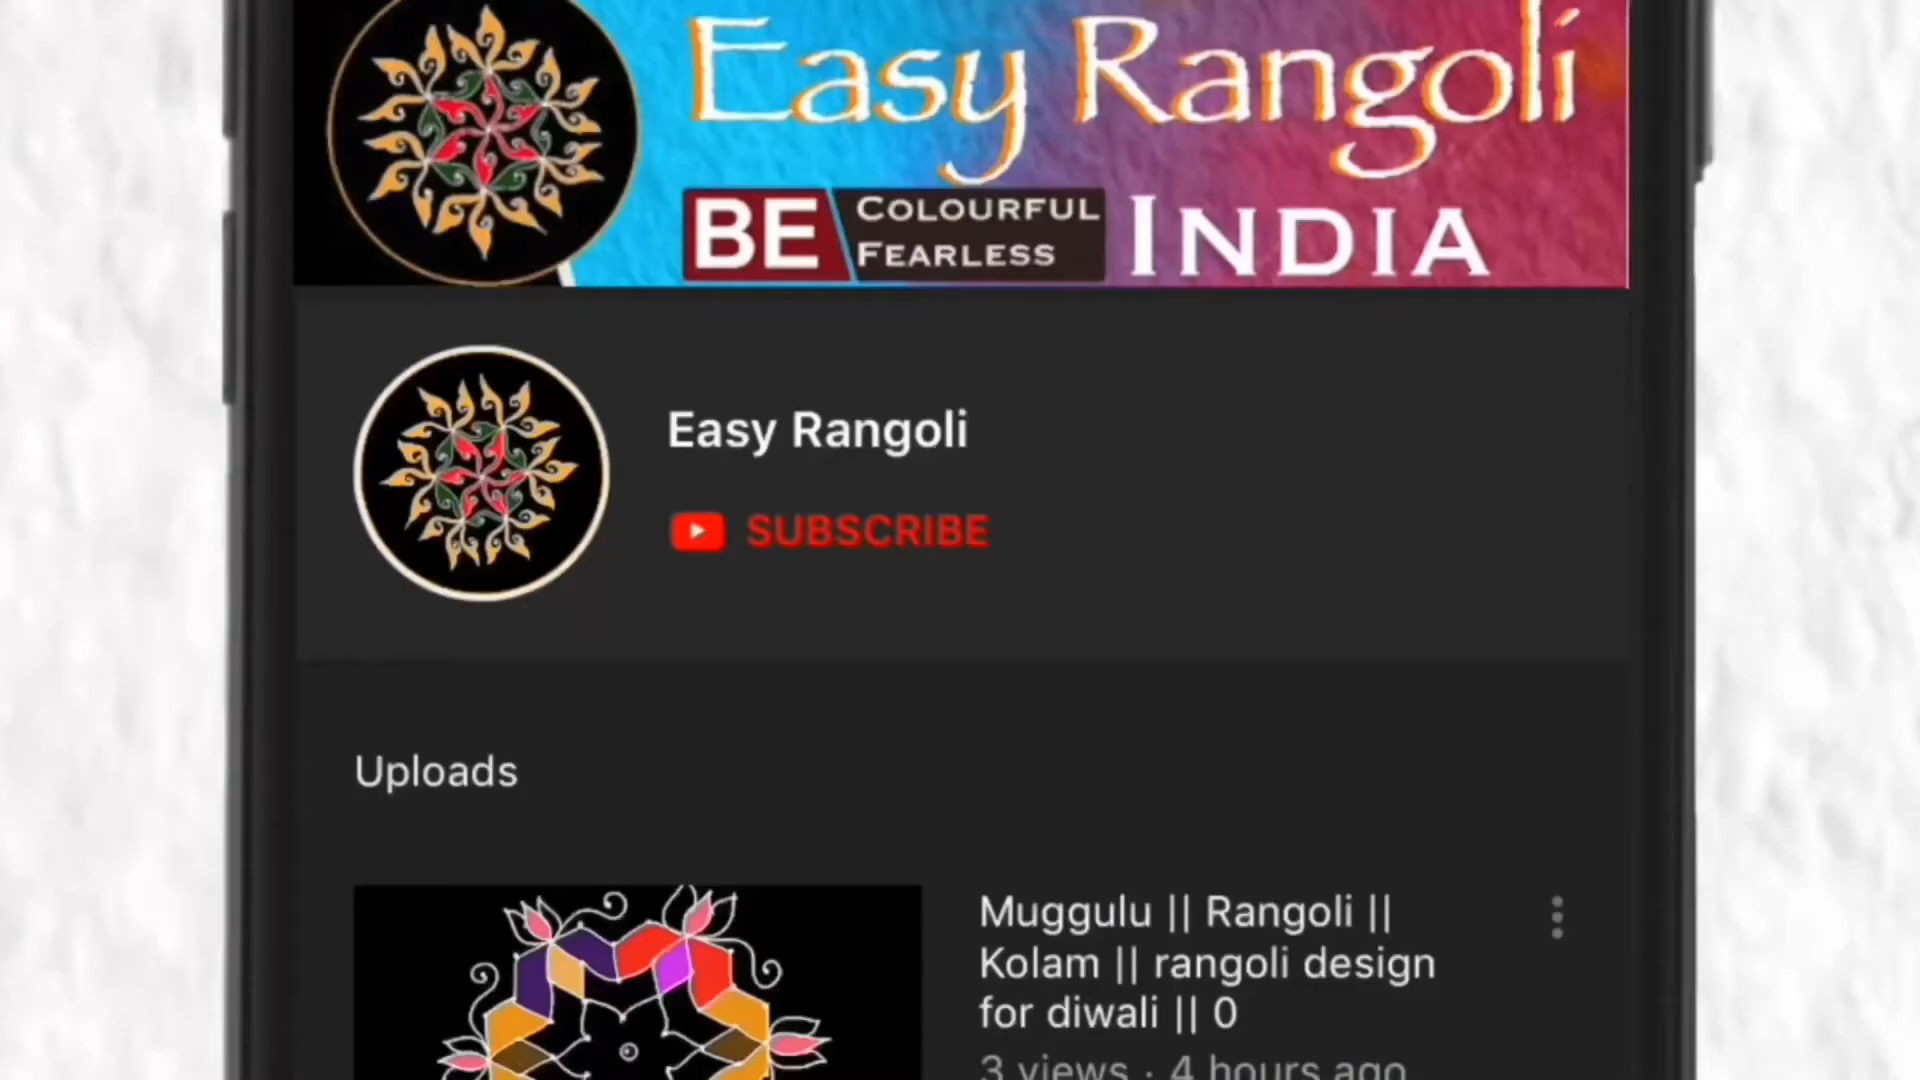 Easy Rangoli
BE COLOURFUL FEARLESS INDIA
Easy Rangoli
SUBSCRIBE
Uploads
Muggulu || Rangoli ||
Kolam || rangoli design
for diwali || 0
3 views · 4 hours ago